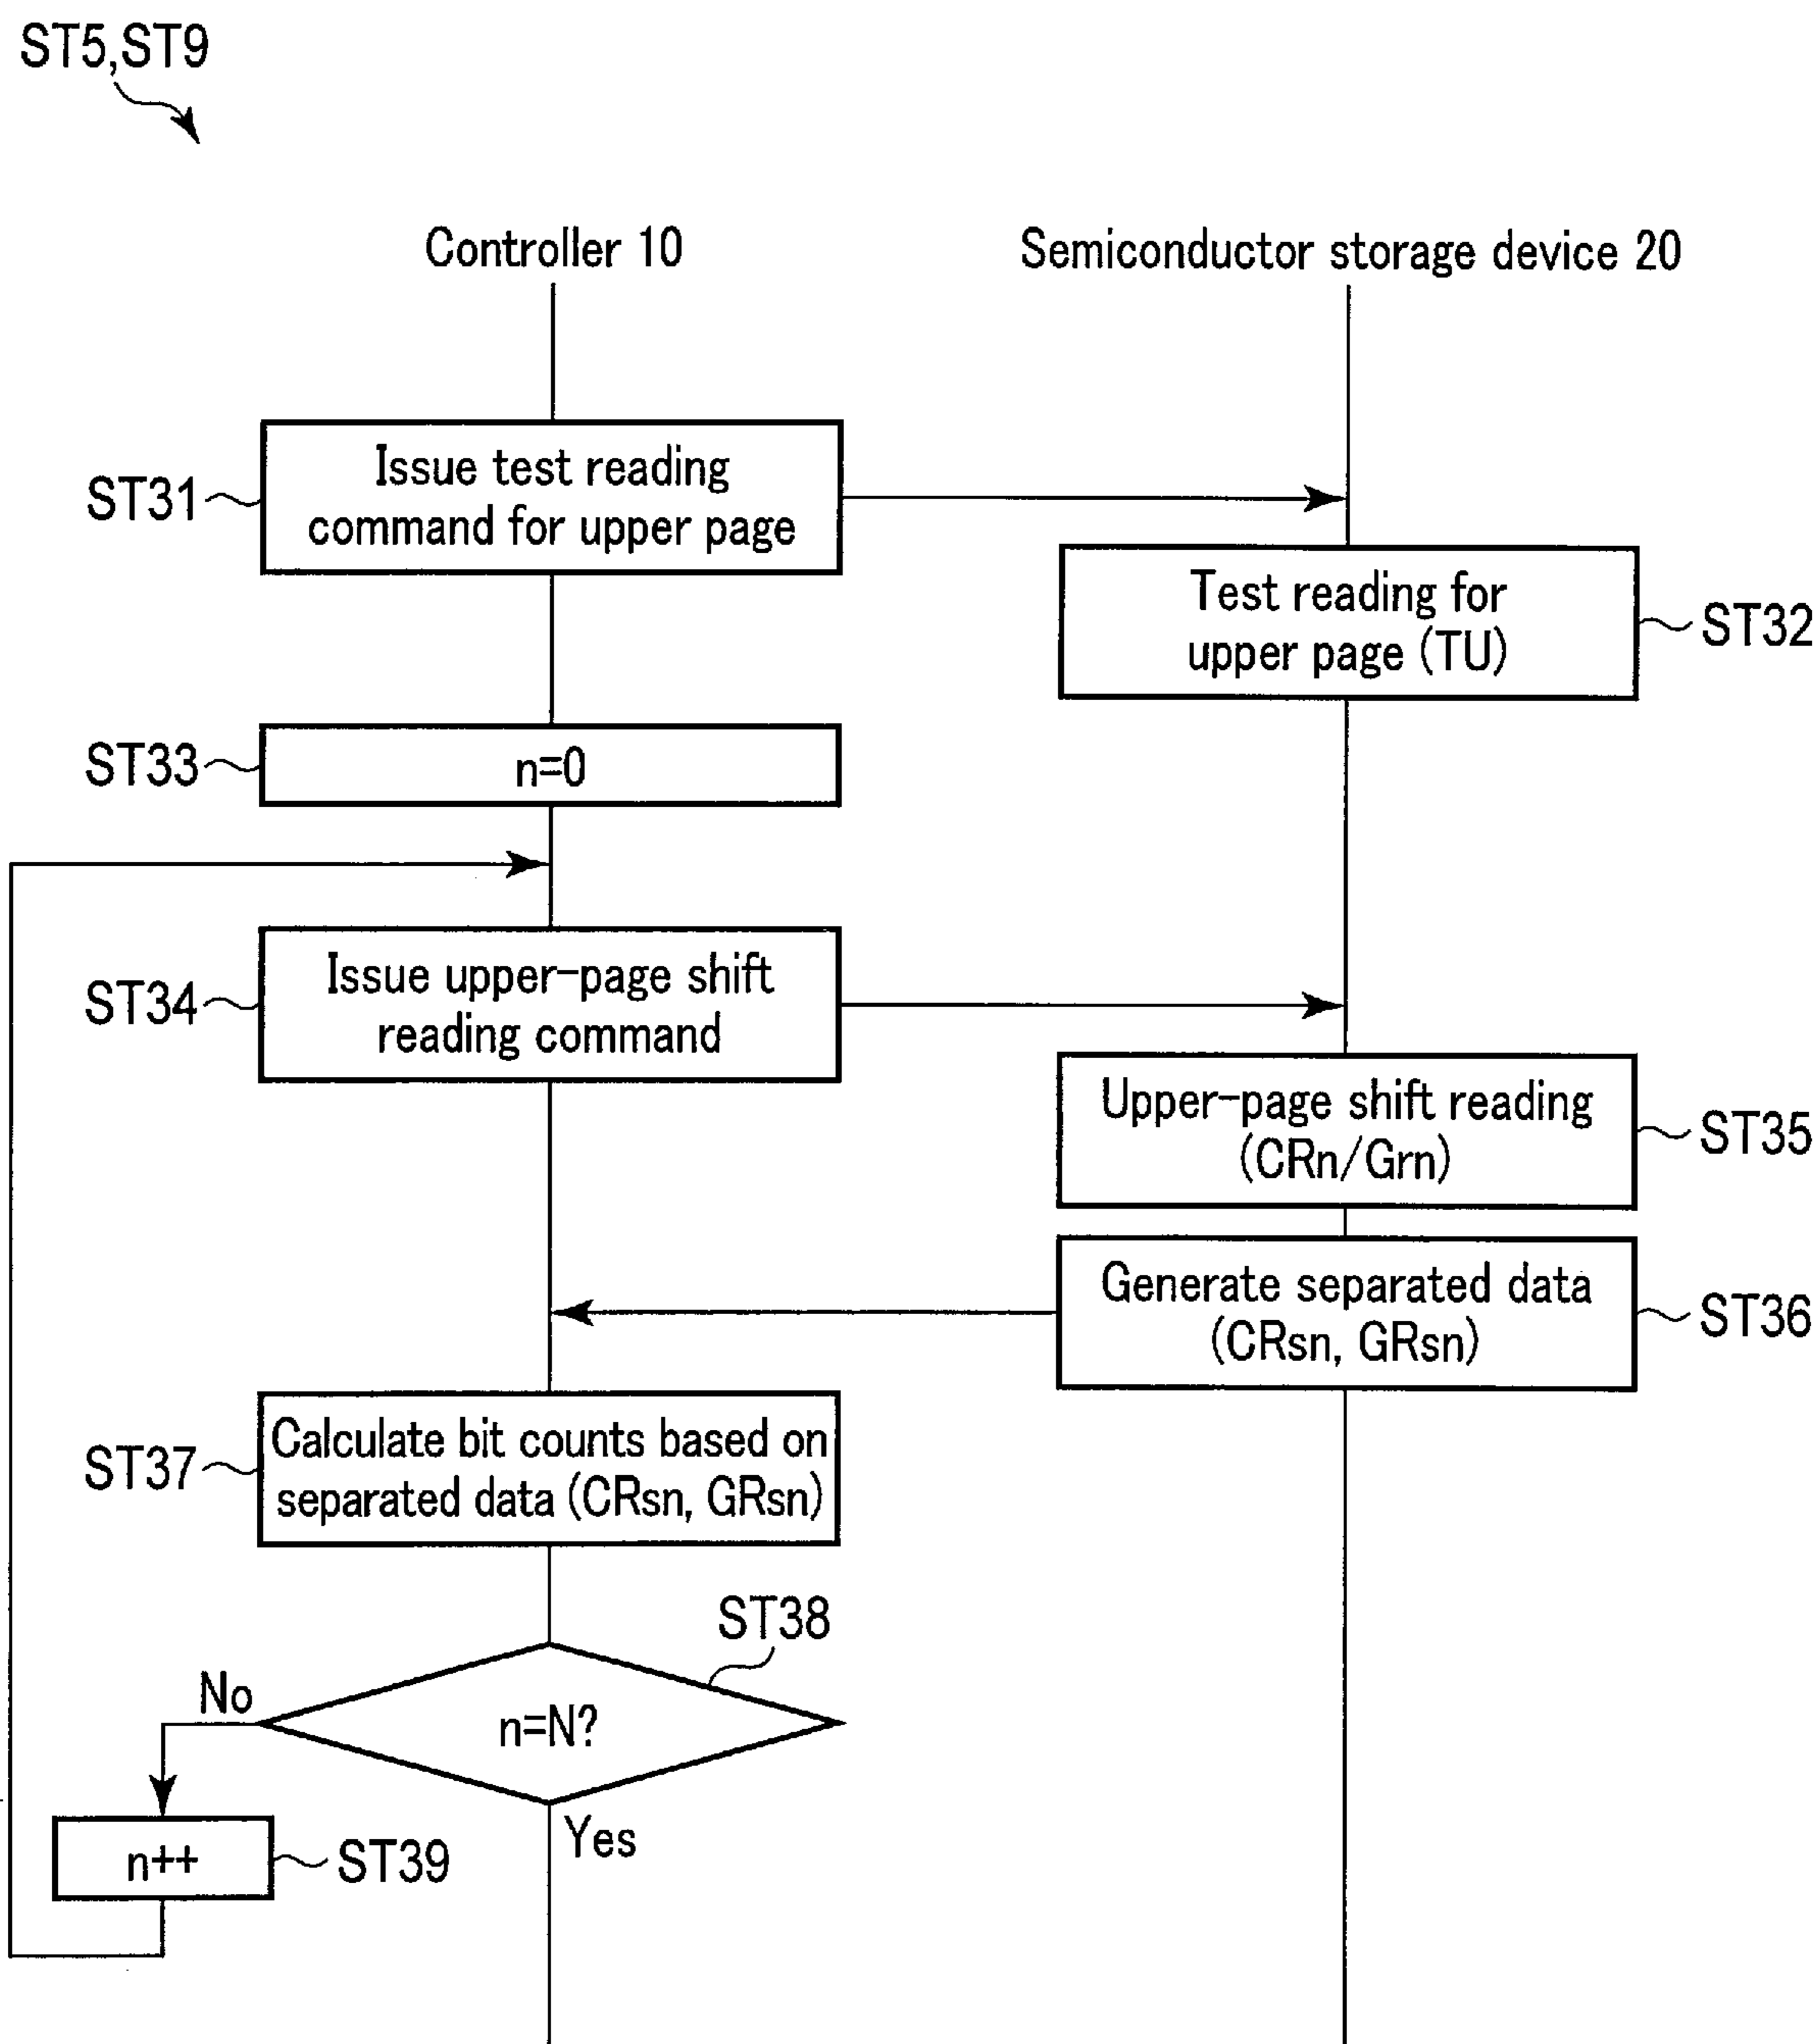 ST5,ST9
Controller 10
Semiconductor storage device 20
ST31
Issue test reading
command for upper page
Test reading for
upper page (TU)
ST32
ST33
n=0
ST34
Issue upper-page shift
reading command
Upper-page shift reading
(CRn/Grn)
ST35
Generate separated data
(CRsn, GRsn)
ST36
ST37
Calculate bit counts based on
separated data (CRsn, GRsn)
ST38
No
n=N?
Yes
n++
ST39